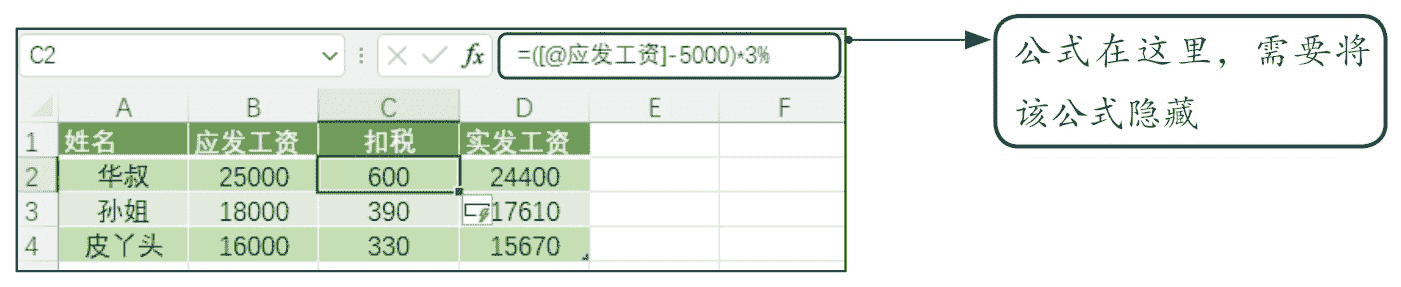 C2 fx =([@应发工资]-5000)*3%
公式在这里，需要将
该公式隐藏
A B C D E F
1 姓名 应发工资 扣税 实发工资
2 华叔 25000 600 24400
3 孙姐 18000 390 17610
4 皮丫头 16000 330 15670